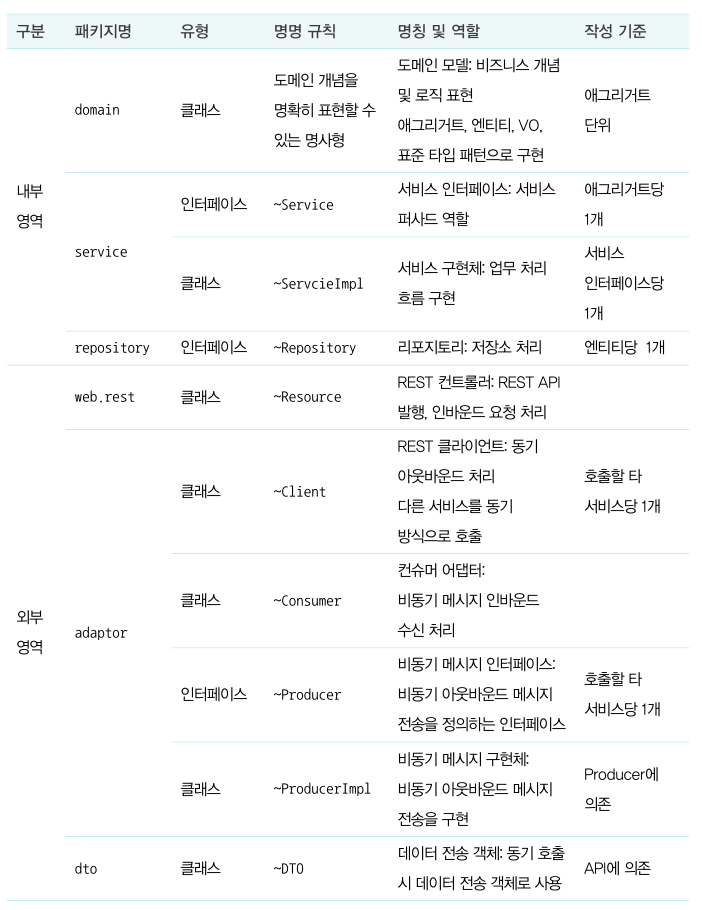 구분 패키지명 유형 명명 규칙 명칭 및 역할 작성 기준
내부
영역
domain
클래스
도메인 개념을
명확히 표현할 수
있는 명사형
도메인 모델: 비즈니스 개념
및 로직 표현
애그리거트, 엔티티, VO,
표준 타입 패턴으로 구현
애그리거트
단위
service
인터페이스
~Service
서비스 인터페이스: 서비스
퍼사드 역할
애그리거트당
1개
클래스
~ServcieImpl
서비스 구현체: 업무 처리
흐름 구현
서비스
인터페이스당
1개
repository 인터페이스 ~Repository 리포지토리: 저장소 처리 엔티티당 1개
외부
영역
web.rest
클래스
~Resource
REST 컨트롤러: REST API
발행, 인바운드 요청 처리
adaptor
클래스
~Client
REST 클라이언트: 동기
아웃바운드 처리
다른 서비스를 동기
방식으로 호출
호출할 타
서비스당 1개
클래스
~Consumer
컨슈머 어댑터:
비동기 메시지 인바운드
수신 처리
인터페이스
~Producer
비동기 메시지 인터페이스:
비동기 아웃바운드 메시지
전송을 정의하는 인터페이스
호출할 타
서비스당 1개
클래스
~ProducerImpl
비동기 메시지 구현체:
비동기 아웃바운드 메시지
전송을 구현
Producer에
의존
dto
클래스
~DTO
데이터 전송 객체: 동기 호출
시 데이터 전송 객체로 사용
API에 의존